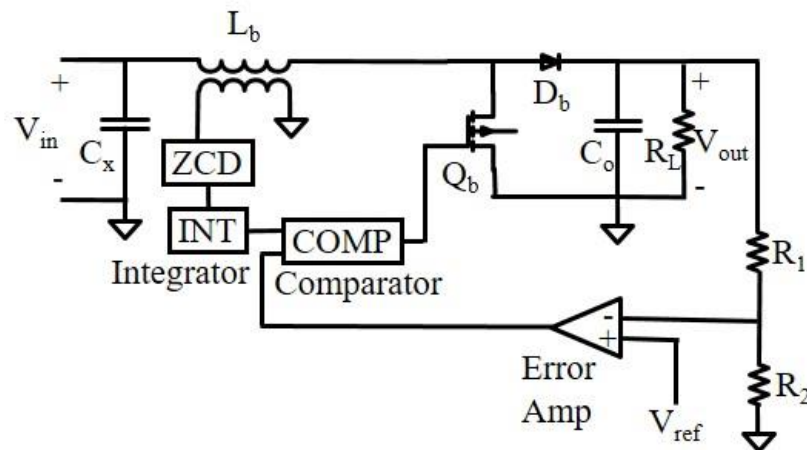 L_b
+
V_in
-
C_x
ZCD
INT
Integrator
COMP
Comparator
Q_b
D_b
C_o
R_L
+
V_out
-
R_1
-
+
Error
Amp
V_ref
R_2